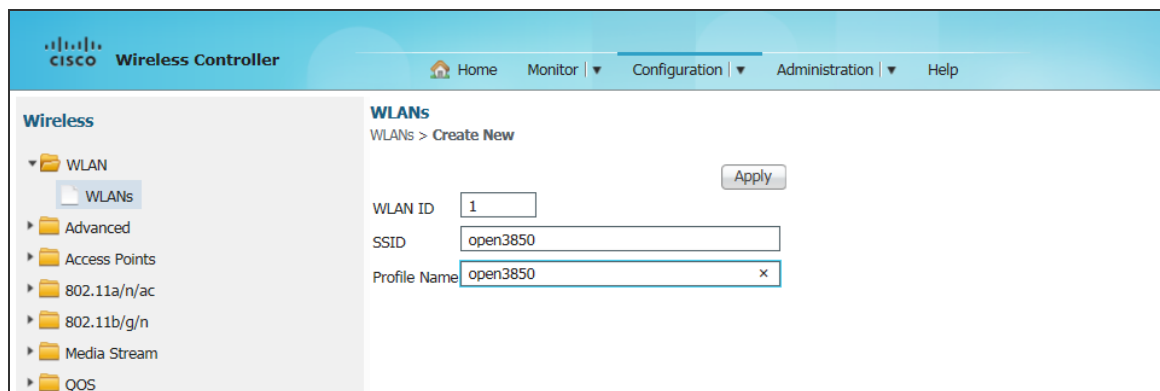 CISCO Wireless Controller
Home Monitor Configuration Administration Help
Wireless
WLAN
WLANs
Advanced
Access Points
802.11a/n/ac
802.11b/g/n
Media Stream
QOS
WLANs
WLANs > Create New
Apply
WLAN ID 1
SSID open3850
Profile Name open3850 ×